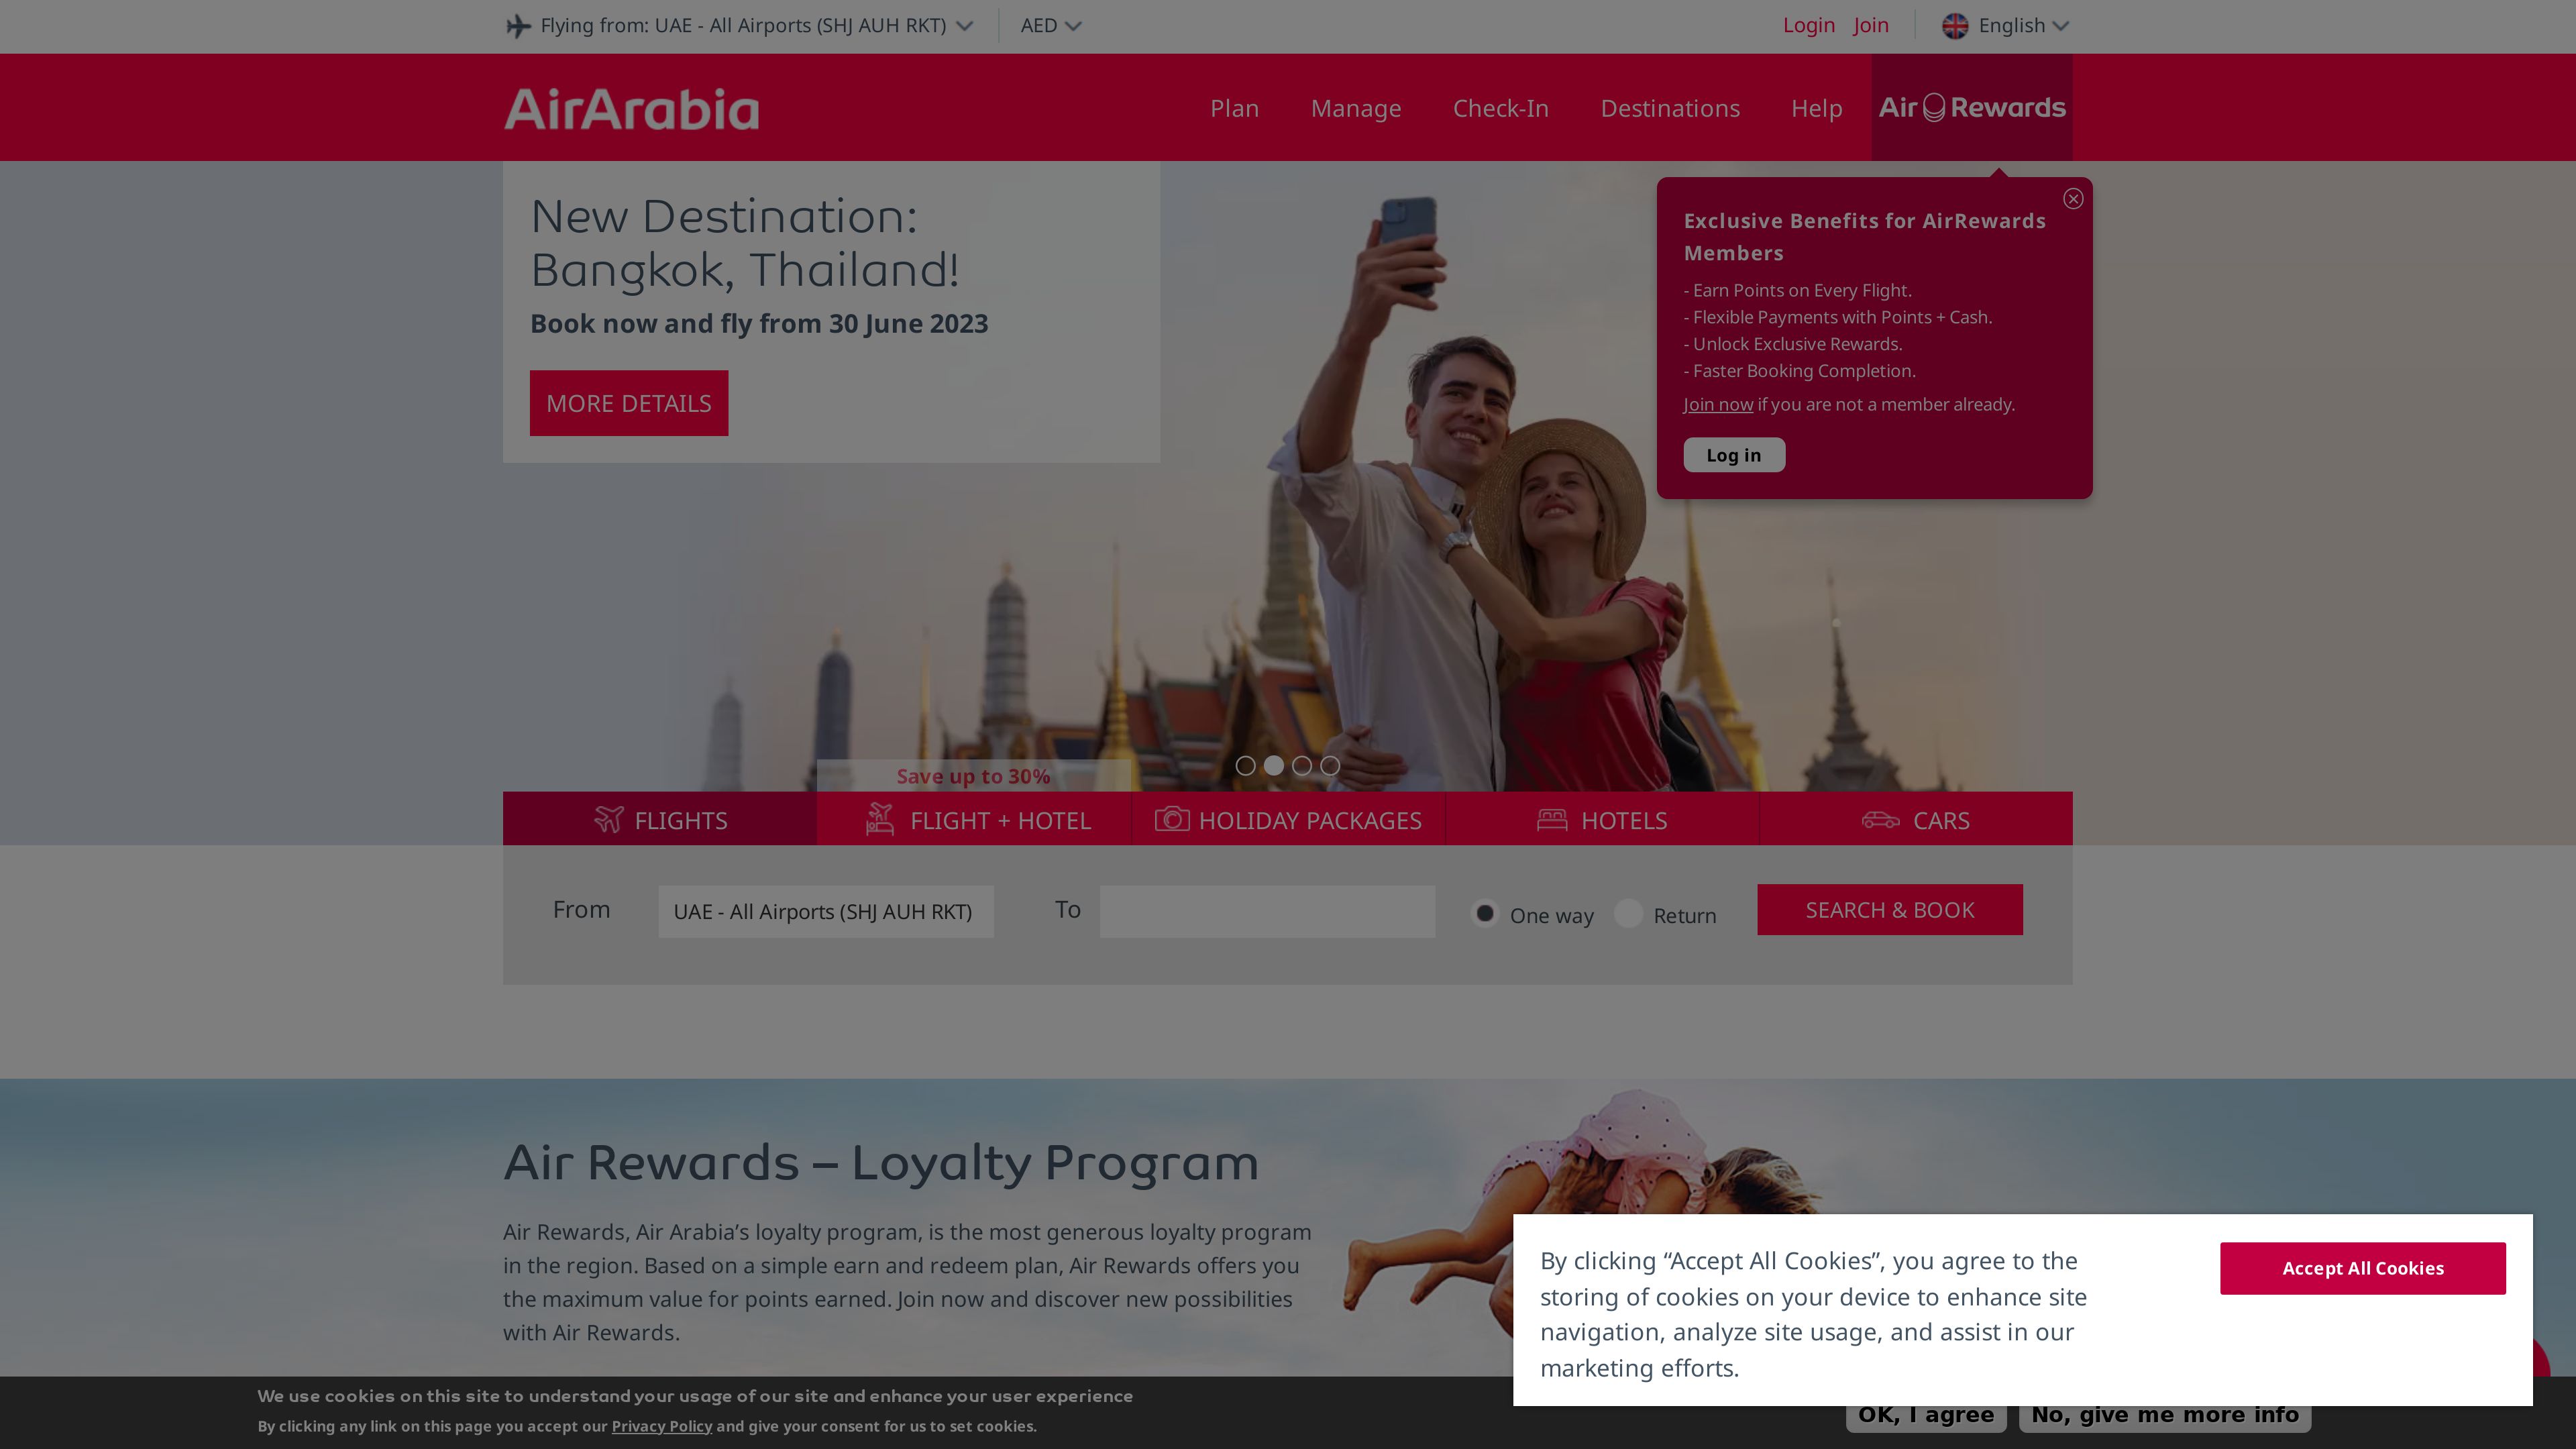 Flying from: UAE - All Airports (SHJ AUH RKT)
AED
Login
Join
English
AirArabia
Plan
Manage
Check-In
Destinations
Help
Air Rewards
New Destination:
Bangkok, Thailand!
Book now and fly from 30 June 2023
MORE DETAILS
Exclusive Benefits for AirRewards
Members
- Earn Points on Every Flight.
- Flexible Payments with Points + Cash.
- Unlock Exclusive Rewards.
- Faster Booking Completion.
Join now if you are not a member already.
Log in
Save up to 30%
FLIGHTS
FLIGHT + HOTEL
HOLIDAY PACKAGES
HOTELS
CARS
From
UAE - All Airports (SHJ AUH RKT)
To
One way
Return
SEARCH & BOOK
Air Rewards – Loyalty Program
Air Rewards, Air Arabia’s loyalty program, is the most generous loyalty program
in the region. Based on a simple earn and redeem plan, Air Rewards offers you
the maximum value for points earned. Join now and discover new possibilities
with Air Rewards.
By clicking “Accept All Cookies”, you agree to the
storing of cookies on your device to enhance site
navigation, analyze site usage, and assist in our
marketing efforts.
Accept All Cookies
We use cookies on this site to understand your usage of our site and enhance your user experience
By clicking any link on this page you accept our Privacy Policy and give your consent for us to set cookies.
OK, I agree
No, give me more info